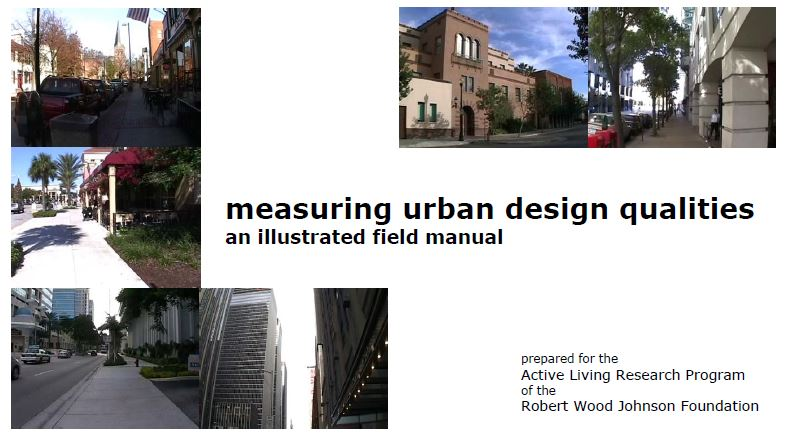 measuring urban design qualities
an illustrated field manual
prepared for the
Active Living Research Program
of the
Robert Wood Johnson Foundation